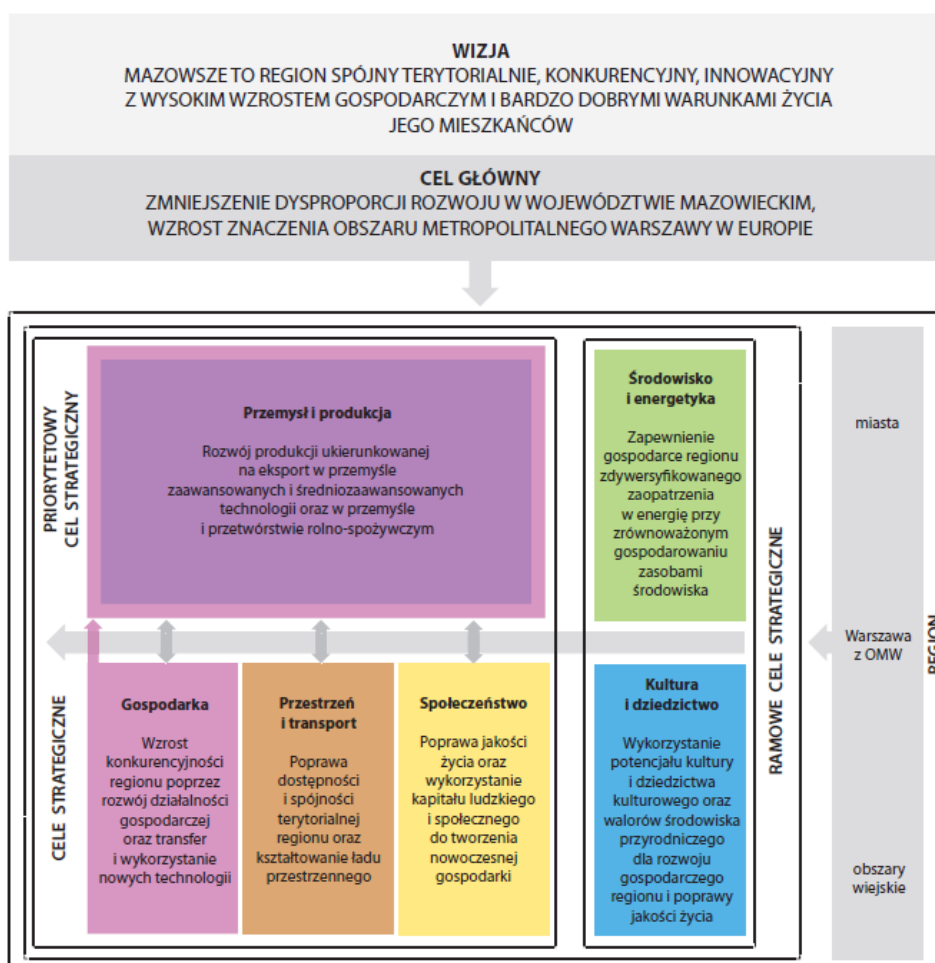 WIZJA
MAZOWSZE TO REGION SPÓJNY TERYTORIALNIE, KONKURENCYJNY, INNOWACYJNY
Z WYSOKIM WZROSTEM GOSPODARCZYM I BARDZO DOBRYMI WARUNKAMI ŻYCIA
JEGO MIESZKAŃCÓW
CEL GŁÓWNY
ZMNIEJSZENIE DYSPROPORCJI ROZWOJU W WOJEWÓDZTWIE MAZOWIECKIM,
WZROST ZNACZENIA OBSZARU METROPOLITALNEGO WARSZAWY W EUROPIE
PRIORYTETOWY
CEL STRATEGICZNY
Przemysł i produkcja
Rozwój produkcji ukierunkowanej
na eksport w przemyśle
zaawansowanych i średniozaawansowanych
technologii oraz w przemyśle
i przetwórstwie rolno-spożywczym
Środowisko
i energetyka
Zapewnienie
gospodarce regionu
zdywersyfikowanego
zaopatrzenia
w energię przy
zrównoważonym
gospodarowaniu
zasobami
środowiska
CELE STRATEGICZNE
Gospodarka
Wzrost
konkurencyjności
regionu poprzez
rozwój działalności
gospodarczej
oraz transfer
i wykorzystanie
nowych technologii
Przestrzeń
i transport
Poprawa
dostępności
i spójności
terytorialnej
regionu oraz
kształtowanie ładu
przestrzennego
Społeczeństwo
Poprawa jakości
życia oraz
wykorzystanie
kapitału ludzkiego
i społecznego
do tworzenia
nowoczesnej
gospodarki
Kultura
i dziedzictwo
Wykorzystanie
potencjału kultury
i dziedzictwa
kulturowego oraz
walorów środowiska
przyrodniczego
dla rozwoju
gospodarczego
regionu i poprawy
jakości życia
RAMOWE CELE STRATEGICZNE
miasta
Warszawa
z OMW
obszary
wiejskie
REGION